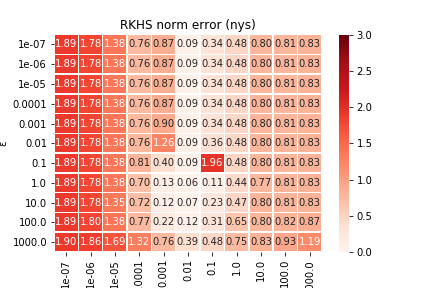 RKHS norm error (nys)
1e-07 1.89 1.78 1.38 0.76 0.87 0.09 0.34 0.48 0.80 0.81 0.83
1e-06 1.89 1.78 1.38 0.76 0.87 0.09 0.34 0.48 0.80 0.81 0.83
1e-05 1.89 1.78 1.38 0.76 0.87 0.09 0.34 0.48 0.80 0.81 0.83
0.0001 1.89 1.78 1.38 0.76 0.87 0.09 0.34 0.48 0.80 0.81 0.83
0.001 1.89 1.78 1.38 0.76 0.90 0.09 0.34 0.48 0.80 0.81 0.83
0.01 1.89 1.78 1.38 0.76 1.26 0.09 0.36 0.48 0.80 0.81 0.83
0.1 1.89 1.78 1.38 0.81 0.40 0.09 1.96 0.48 0.80 0.81 0.83
1.0 1.89 1.78 1.38 0.70 0.13 0.06 0.11 0.44 0.77 0.81 0.83
10.0 1.89 1.78 1.35 0.72 0.12 0.07 0.23 0.47 0.80 0.81 0.83
100.0 1.89 1.80 1.38 0.77 0.22 0.12 0.31 0.65 0.80 0.82 0.87
1000.0 1.90 1.86 1.69 1.32 0.76 0.39 0.48 0.75 0.83 0.93 1.19
1e-07 1e-06 1e-05 0001 0.001 0.01 0.1 1.0 10.0 100.0 000.0
ε
3.0
2.5
2.0
1.5
1.0
0.5
0.0